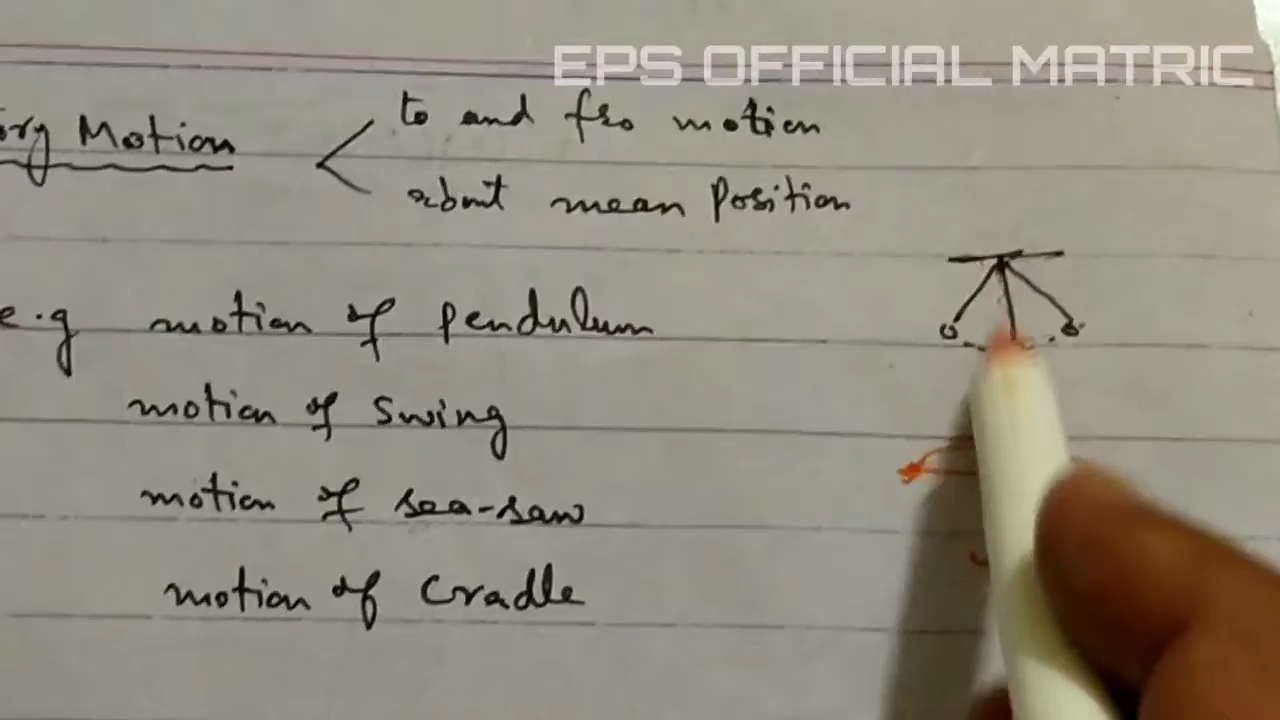 EPS OFFICIAL MATRIC
ory Motion
to and fro motion
about mean Position
e.g motion of pendulum
motion of swing
motion of sea-saw
motion of Cradle